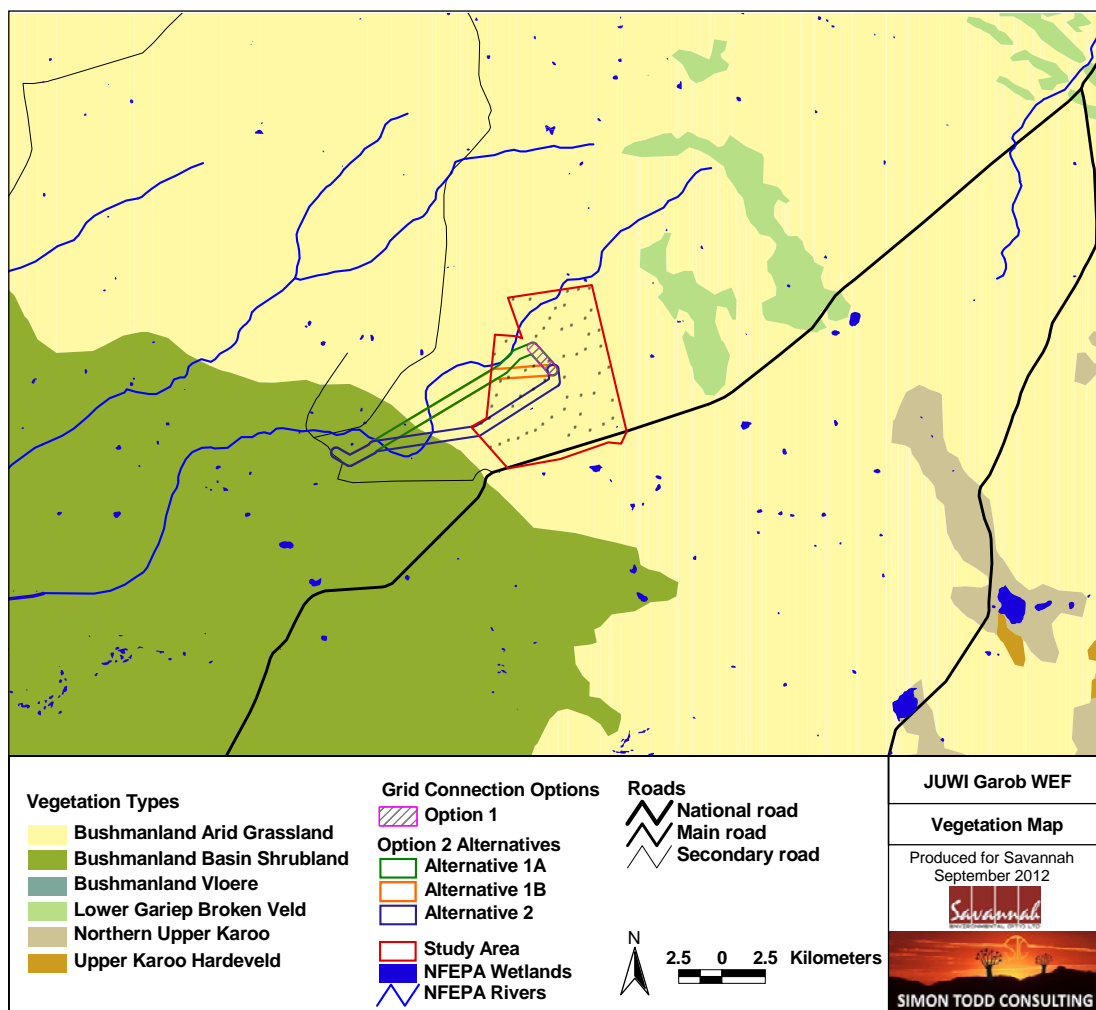 Vegetation Types
Bushmanland Arid Grassland
Bushmanland Basin Shrubland
Bushmanland Vloere
Lower Gariep Broken Veld
Northern Upper Karoo
Upper Karoo Hardeveld
Grid Connection Options
Option 1
Option 2 Alternatives
Alternative 1A
Alternative 1B
Alternative 2
Study Area
NFEPA Wetlands
NFEPA Rivers
Roads
National road
Main road
Secondary road
N
2.5 0 2.5 Kilometers
JUWI Garob WEF
Vegetation Map
Produced for Savannah
September 2012
Savannah
ENVIRONMENTAL (PTY) LTD
SIMON TODD CONSULTING